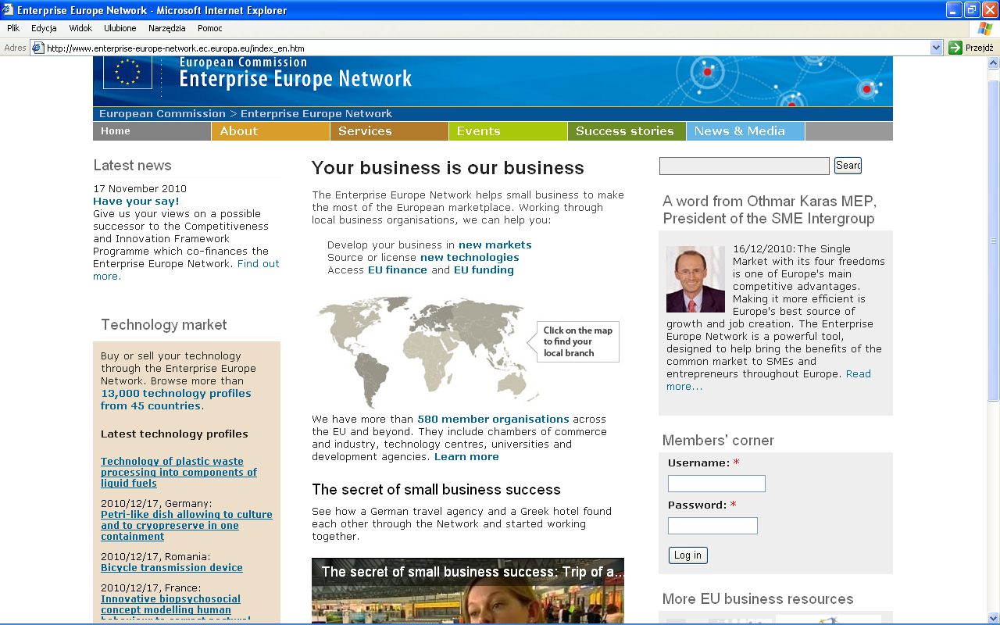 Enterprise Europe Network - Microsoft Internet Explorer
Plik Edycja Widok Ulubione Narzędzia Pomoc
Adres http://www.enterprise-europe-network.ec.europa.eu/index_en.htm Przejdź
European Commission
Enterprise Europe Network
European Commission > Enterprise Europe Network
Home About Services Events Success stories News & Media
Latest news
17 November 2010
Have your say!
Give us your views on a possible
successor to the Competitiveness
and Innovation Framework
Programme which co-finances the
Enterprise Europe Network. Find out
more.
Technology market
Buy or sell your technology
through the Enterprise Europe
Network. Browse more than
13,000 technology profiles
from 45 countries.
Latest technology profiles
Technology of plastic waste
processing into components of
liquid fuels
2010/12/17, Germany:
Petri-like dish allowing to culture
and to cryopreserve in one
containment
2010/12/17, Romania:
Bicycle transmission device
2010/12/17, France:
Innovative biopsychosocial
concept modelling human
behaviour to correct postural
Your business is our business
The Enterprise Europe Network helps small business to make
the most of the European marketplace. Working through
local business organisations, we can help you:
Develop your business in new markets
Source or license new technologies
Access EU finance and EU funding
Click on the map
to find your
local branch
We have more than 580 member organisations across
the EU and beyond. They include chambers of commerce
and industry, technology centres, universities and
development agencies. Learn more
The secret of small business success
See how a German travel agency and a Greek hotel found
each other through the Network and started working
together.
The secret of small business success: Trip of a...
Searc
A word from Othmar Karas MEP,
President of the SME Intergroup
16/12/2010: The Single
Market with its four freedoms
is one of Europe's main
competitive advantages.
Making it more efficient is
Europe's best source of
growth and job creation. The Enterprise
Europe Network is a powerful tool,
designed to help bring the benefits of the
common market to SMEs and
entrepreneurs throughout Europe. Read
more...
Members' corner
Username: *
Password: *
Log in
More EU business resources